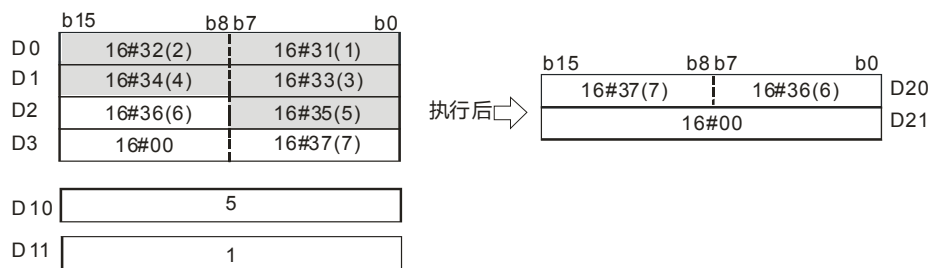 b15 b8 b7 b0
D0 16#32(2) 16#31(1)
D1 16#34(4) 16#33(3)
D2 16#36(6) 16#35(5)
D3 16#00 16#37(7)
D10 5
D11 1
执行后
b15 b8 b7 b0
16#37(7) 16#36(6) D20
16#00 D21